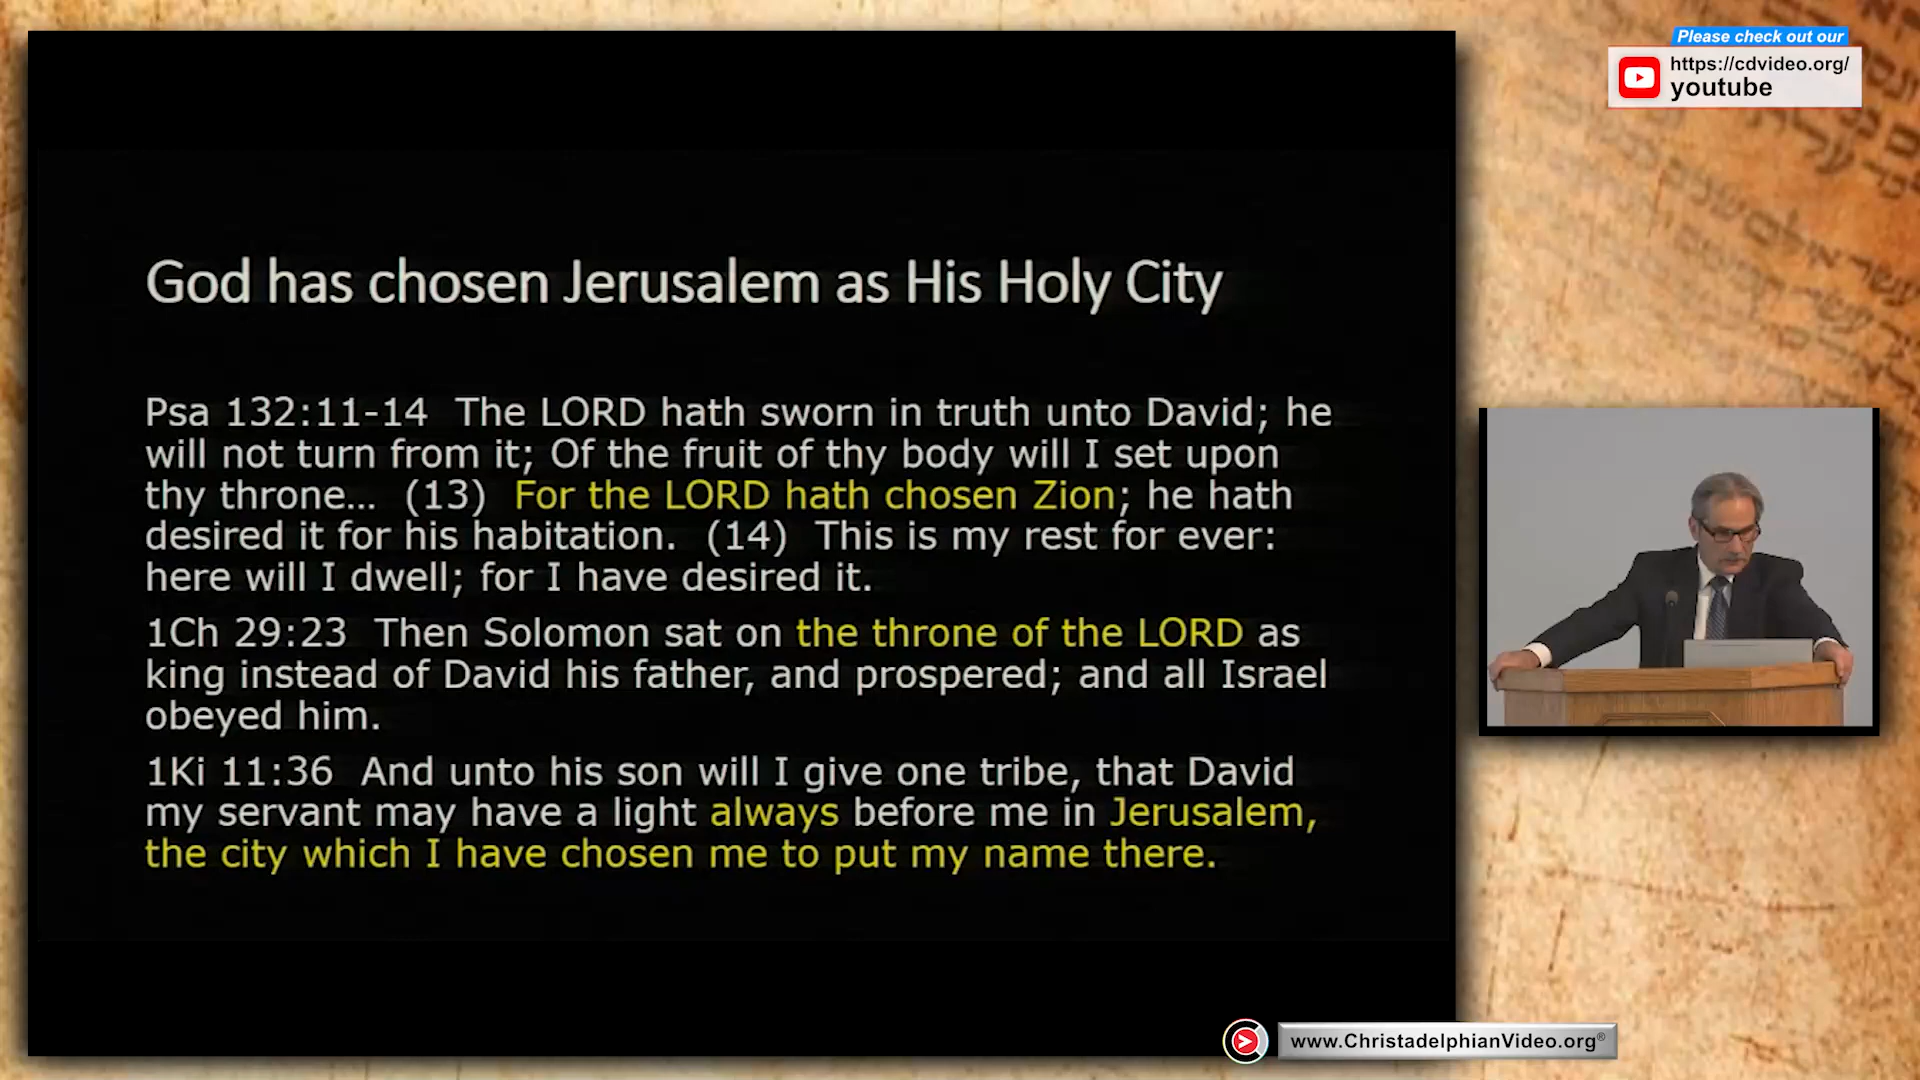 Please check out our
https://cdvideo.org/
youtube
God has chosen Jerusalem as His Holy City
Psa 132:11-14 The LORD hath sworn in truth unto David; he
will not turn from it; Of the fruit of thy body will I set upon
thy throne... (13) For the LORD hath chosen Zion; he hath
desired it for his habitation. (14) This is my rest for ever:
here will I dwell; for I have desired it.
1Ch 29:23 Then Solomon sat on the throne of the LORD as
king instead of David his father, and prospered; and all Israel
obeyed him.
1Ki 11:36 And unto his son will I give one tribe, that David
my servant may have a light always before me in Jerusalem,
the city which I have chosen me to put my name there.
www.ChristadelphianVideo.org®